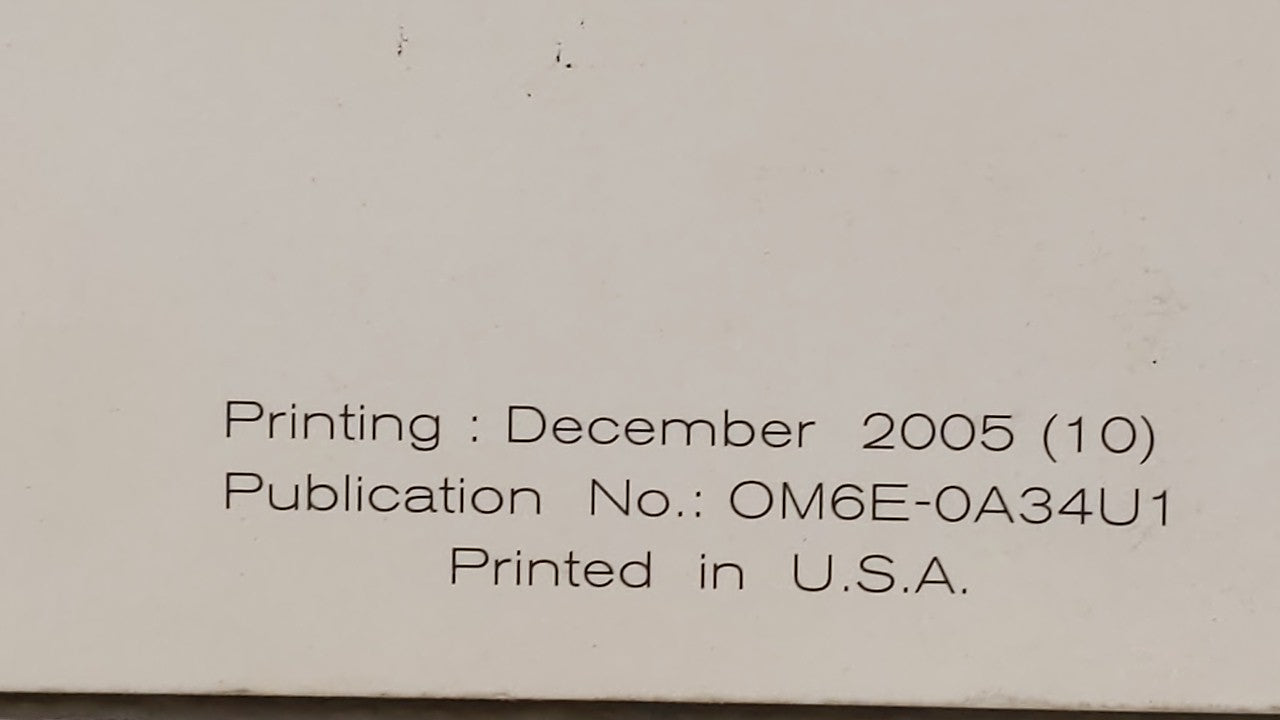 Printing : December 2005 (10)
Publication No.: OM6E-0A34U1
Printed in U.S.A.